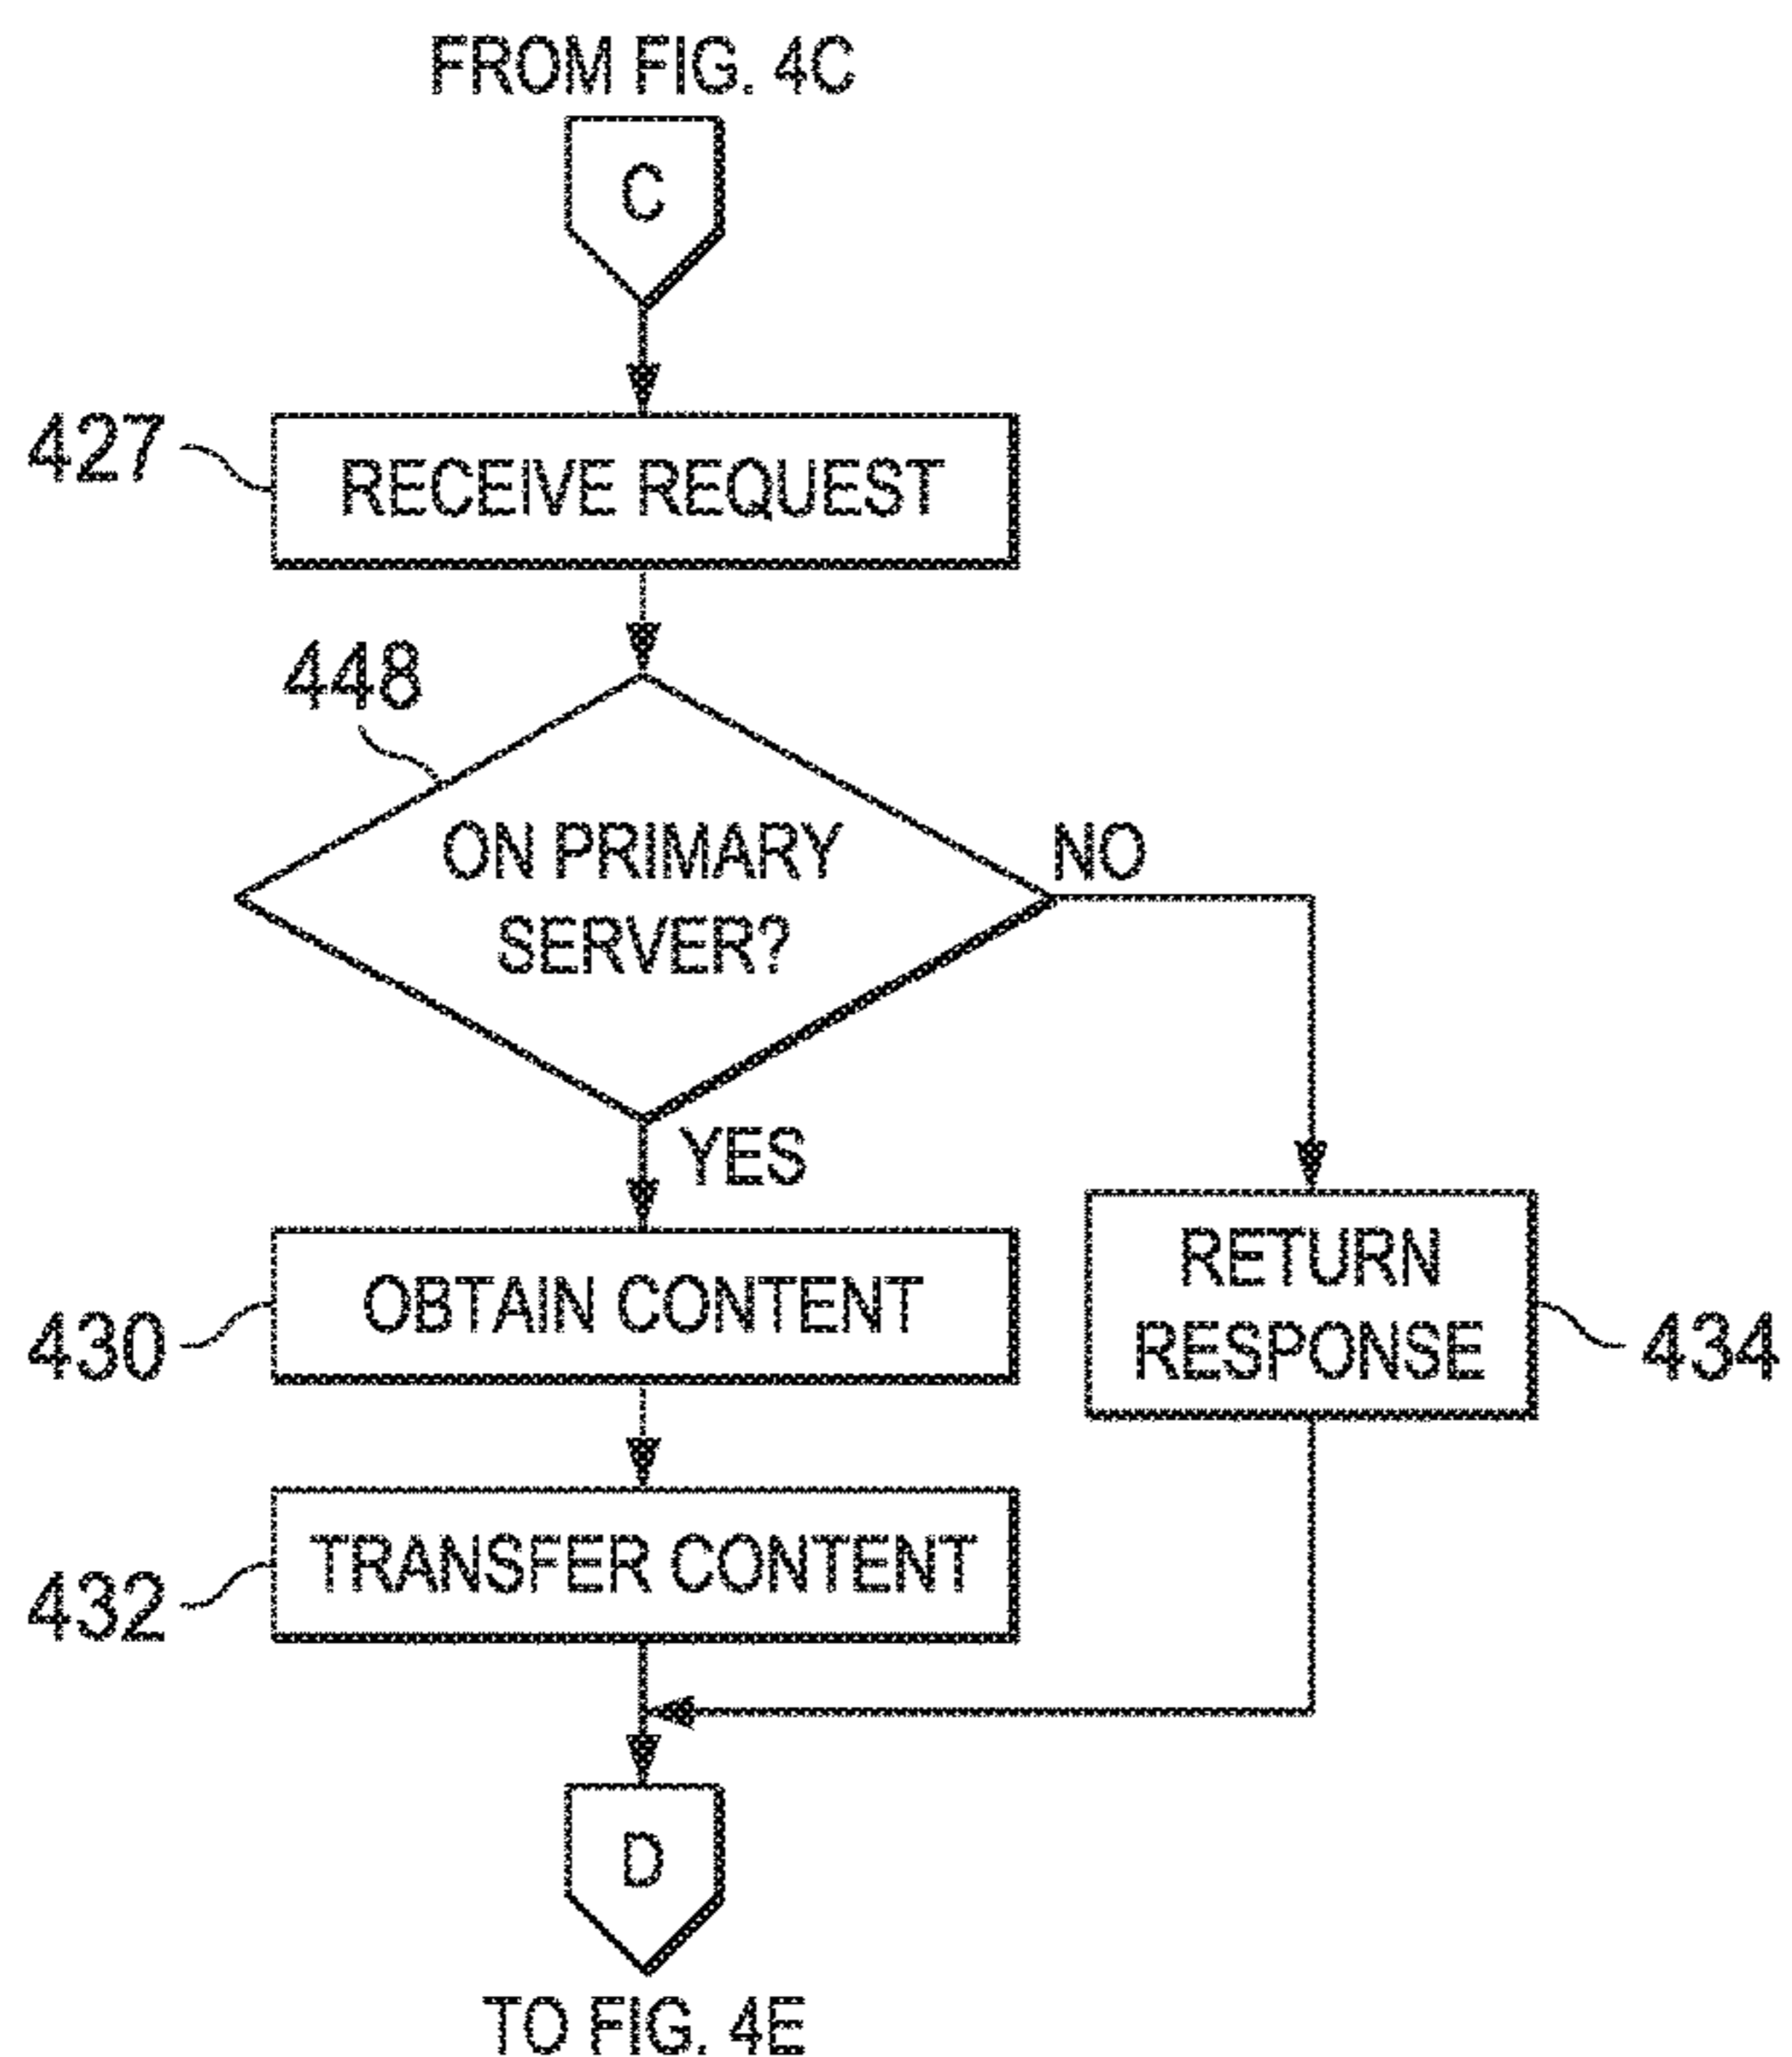 FROM FIG. 4C
C
427
RECEIVE REQUEST
448
ON PRIMARY
SERVER?
NO
YES
430
OBTAIN CONTENT
RETURN
RESPONSE
434
432
TRANSFER CONTENT
D
TO FIG. 4E